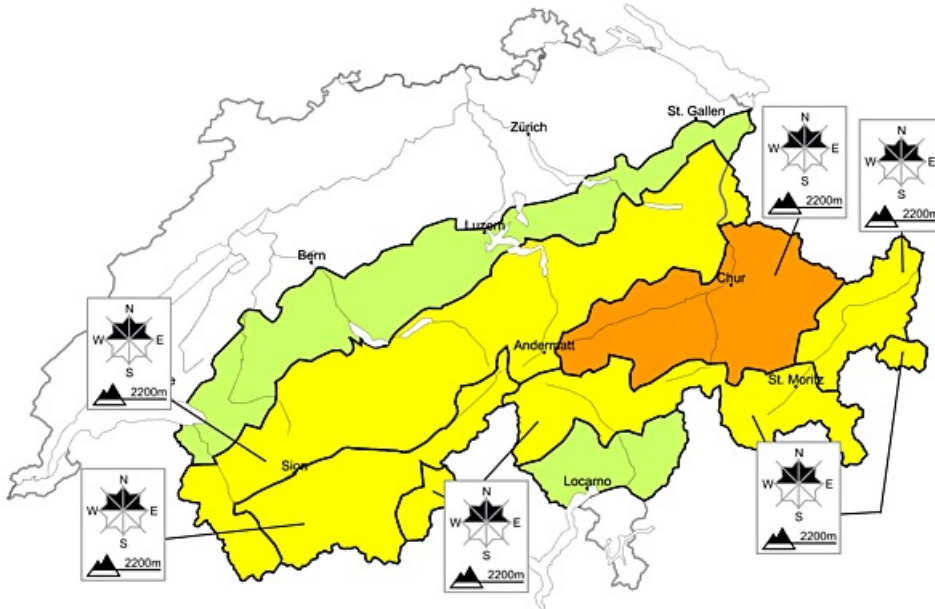 St. Gallen
Zürich
N
W E
S
2200m
N
W E
S
2200m
Luzern
Bern
Chur
N
W E
S
2200m
Andermatt
St. Moritz
Sion
Locarno
N
W E
S
2200m
N
W E
S
2200m
N
W E
S
2200m